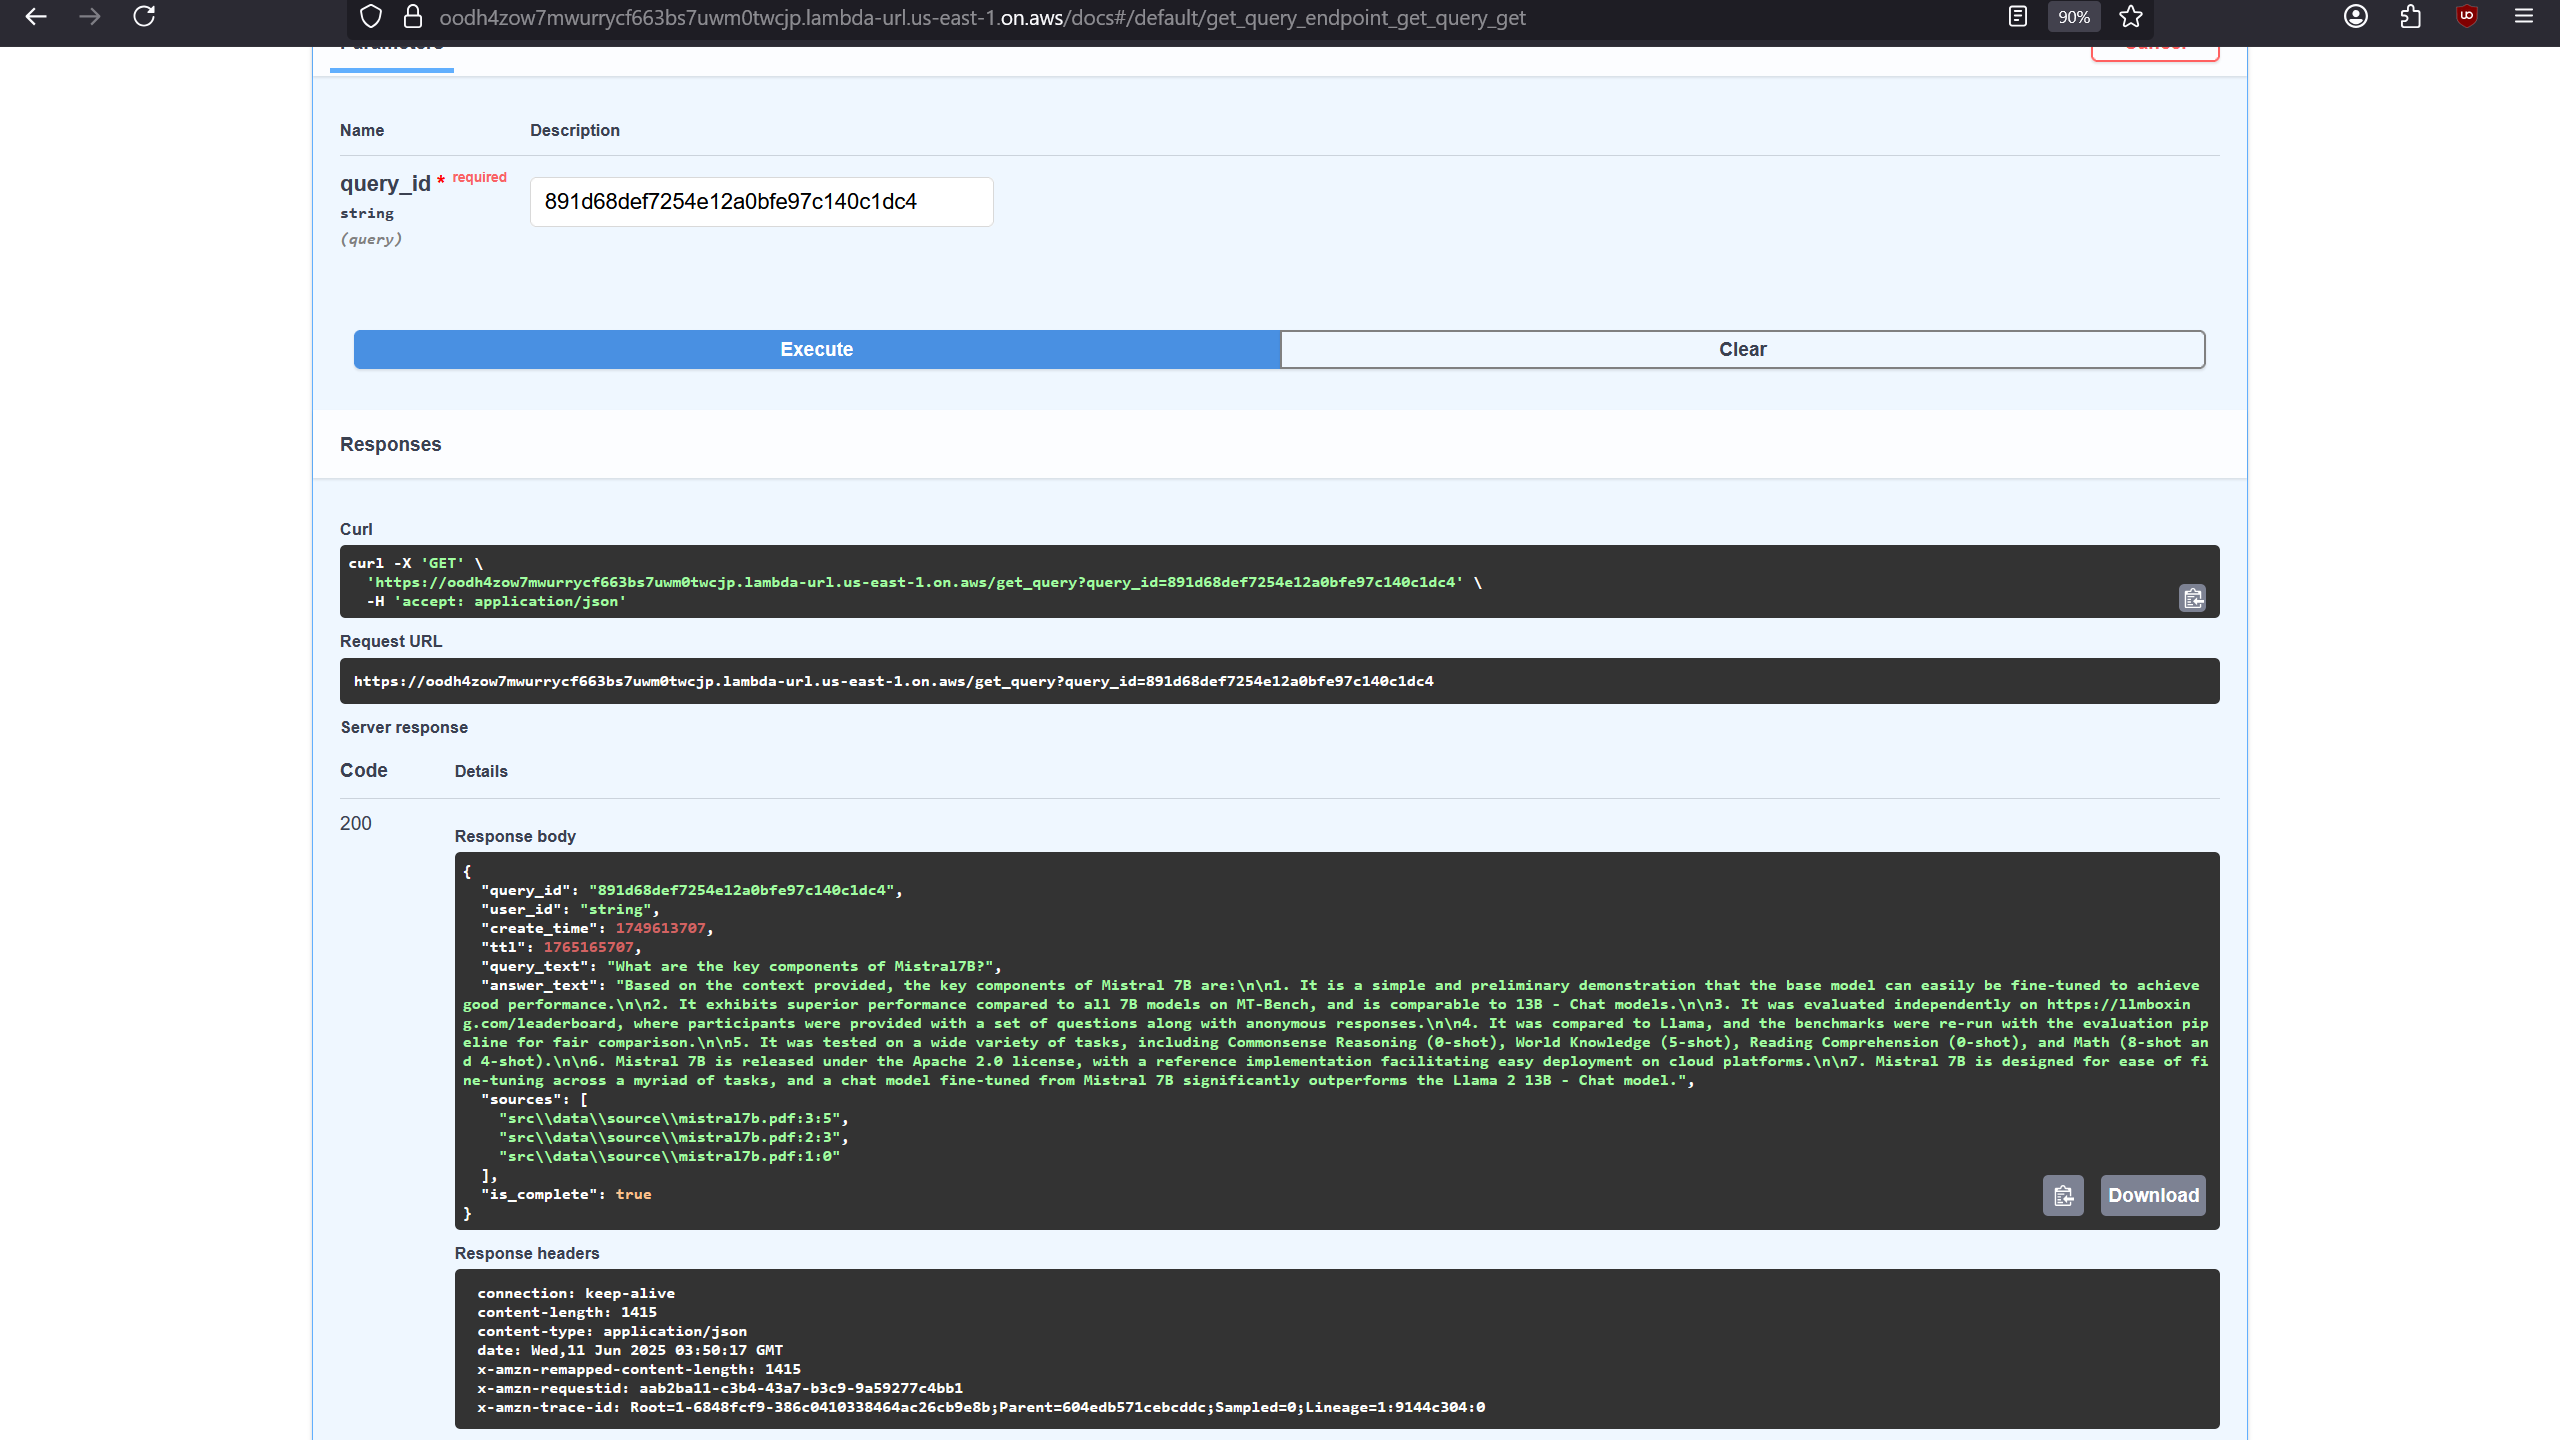 oodh4zow7mwurrycf663bs7uwm0twcjp.lambda-url.us-east-1.on.aws/docs#/default/get_query_endpoint_get_query_get
90%
Parameters
Cancel
Name
Description
query_id * required
string
(query)
891d68def7254e12a0bfe97c140c1dc4
Execute
Clear
Responses
Curl
curl -X 'GET' \
'https://oodh4zow7mwurrycf663bs7uwm0twcjp.lambda-url.us-east-1.on.aws/get_query?query_id=891d68def7254e12a0bfe97c140c1dc4' \
-H 'accept: application/json'
Request URL
https://oodh4zow7mwurrycf663bs7uwm0twcjp.lambda-url.us-east-1.on.aws/get_query?query_id=891d68def7254e12a0bfe97c140c1dc4
Server response
Code
Details
200
Response body
{
"query_id": "891d68def7254e12a0bfe97c140c1dc4",
"user_id": "string",
"create_time": 1749613707,
"ttl": 1765165707,
"query_text": "What are the key components of Mistral7B?",
"answer_text": "Based on the context provided, the key components of Mistral 7B are:\n\n1. It is a simple and preliminary demonstration that the base model can easily be fine-tuned to achieve
good performance.\n\n2. It exhibits superior performance compared to all 7B models on MT-Bench, and is comparable to 13B - Chat models.\n\n3. It was evaluated independently on https://llmboxin
g.com/leaderboard, where participants were provided with a set of questions along with anonymous responses.\n\n4. It was compared to Llama, and the benchmarks were re-run with the evaluation pip
eline for fair comparison.\n\n5. It was tested on a wide variety of tasks, including Commonsense Reasoning (0-shot), World Knowledge (5-shot), Reading Comprehension (0-shot), and Math (8-shot an
d 4-shot).\n\n6. Mistral 7B is released under the Apache 2.0 license, with a reference implementation facilitating easy deployment on cloud platforms.\n\n7. Mistral 7B is designed for ease of fi
ne-tuning across a myriad of tasks, and a chat model fine-tuned from Mistral 7B significantly outperforms the Llama 2 13B - Chat model.",
"sources": [
"src\\data\\source\\mistral7b.pdf:3:5",
"src\\data\\source\\mistral7b.pdf:2:3",
"src\\data\\source\\mistral7b.pdf:1:0"
],
"is_complete": true
}
Download
Response headers
connection: keep-alive
content-length: 1415
content-type: application/json
date: Wed,11 Jun 2025 03:50:17 GMT
x-amzn-remapped-content-length: 1415
x-amzn-requestid: aab2ba11-c3b4-43a7-b3c9-9a59277c4bb1
x-amzn-trace-id: Root=1-6848fcf9-386c0410338464ac26cb9e8b;Parent=604edb571cebcddc;Sampled=0;Lineage=1:9144c304:0